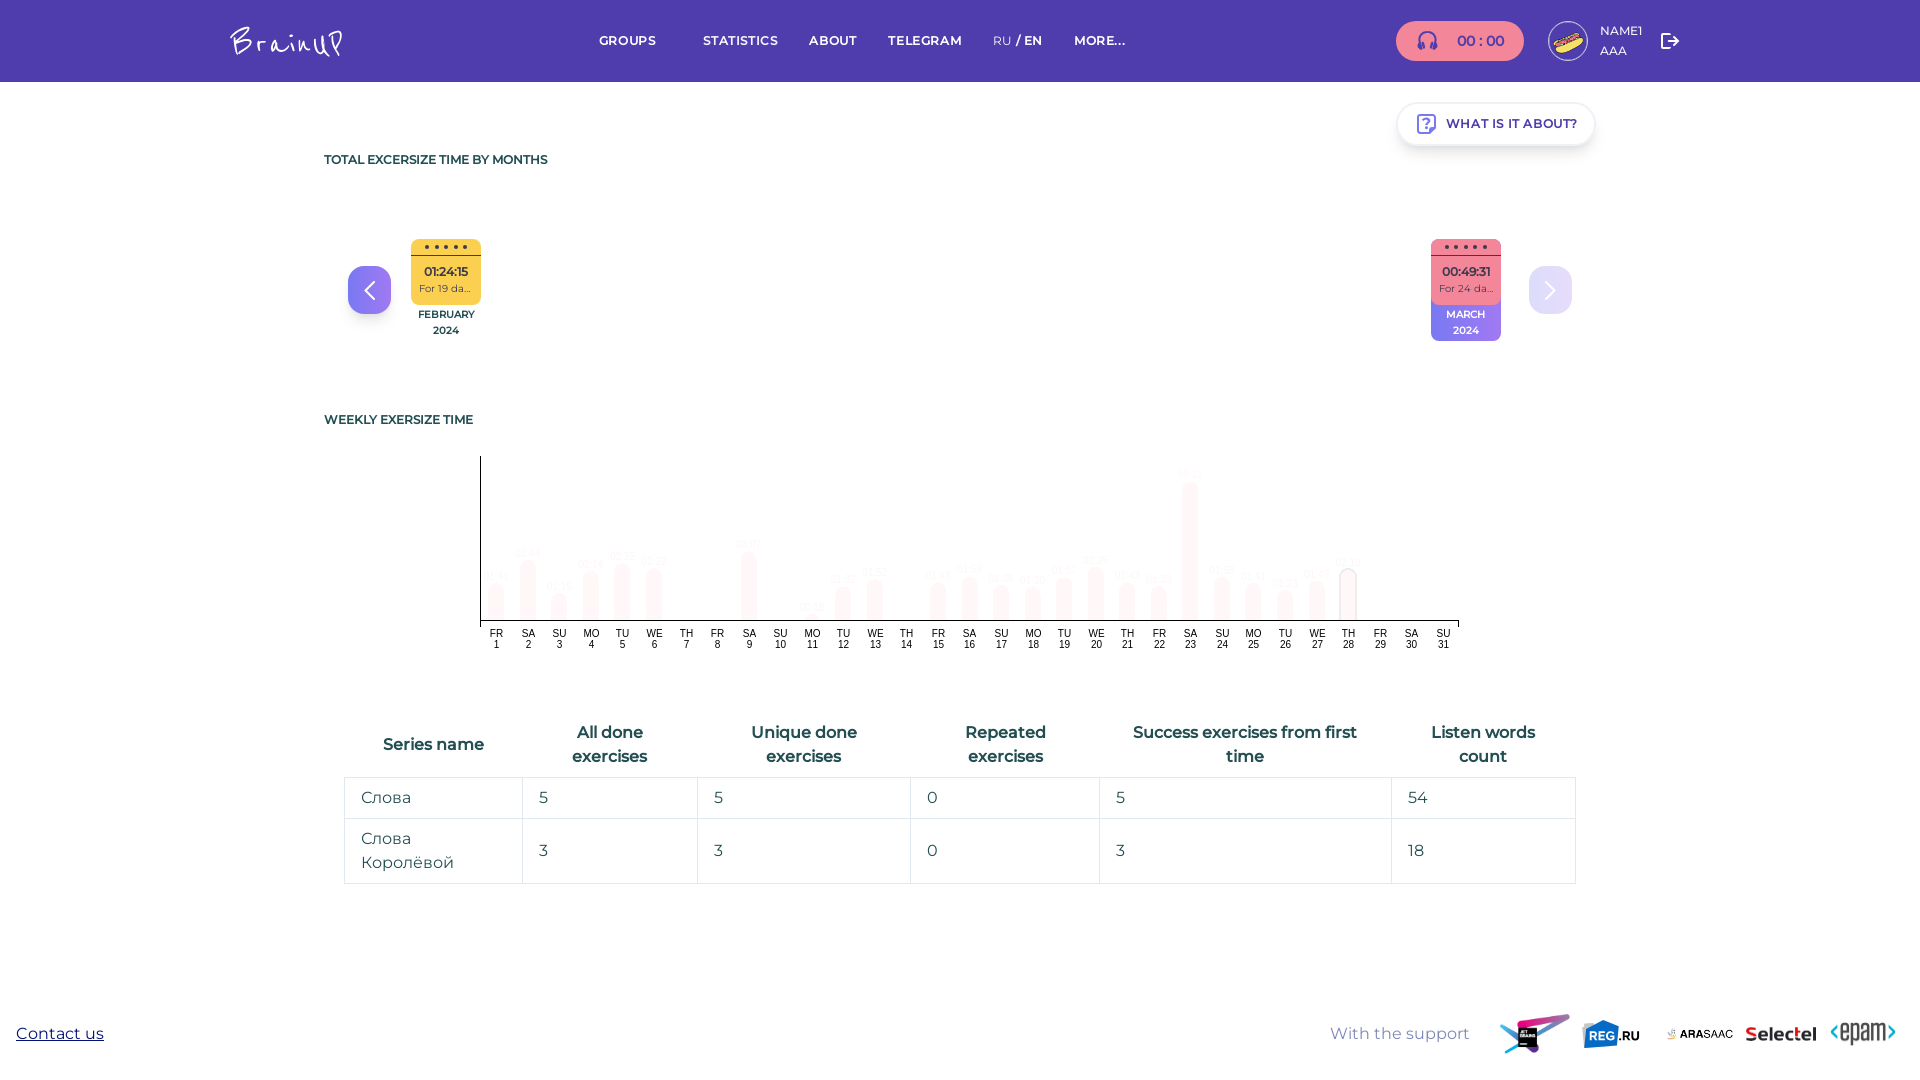 BrainUP
GROUPS STATISTICS ABOUT TELEGRAM RU / EN MORE...
00 : 00
NAME1
AAA
WHAT IS IT ABOUT?
TOTAL EXCERSIZE TIME BY MONTHS
01:24:15
For 19 da...
FEBRUARY
2024
00:49:31
For 24 da...
MARCH
2024
WEEKLY EXERSIZE TIME
FR SA SU MO TU WE TH FR SA SU MO TU WE TH FR SA SU MO TU WE TH FR SA SU MO TU WE TH FR SA SU
1 2 3 4 5 6 7 8 9 10 11 12 13 14 15 16 17 18 19 20 21 22 23 24 25 26 27 28 29 30 31
Series name All done exercises Unique done exercises Repeated exercises Success exercises from first time Listen words count
Слова 5 5 0 5 54
Слова Королёвой 3 3 0 3 18
Contact us
With the support
REG.RU
ARASAAC
Selectel
<epam>